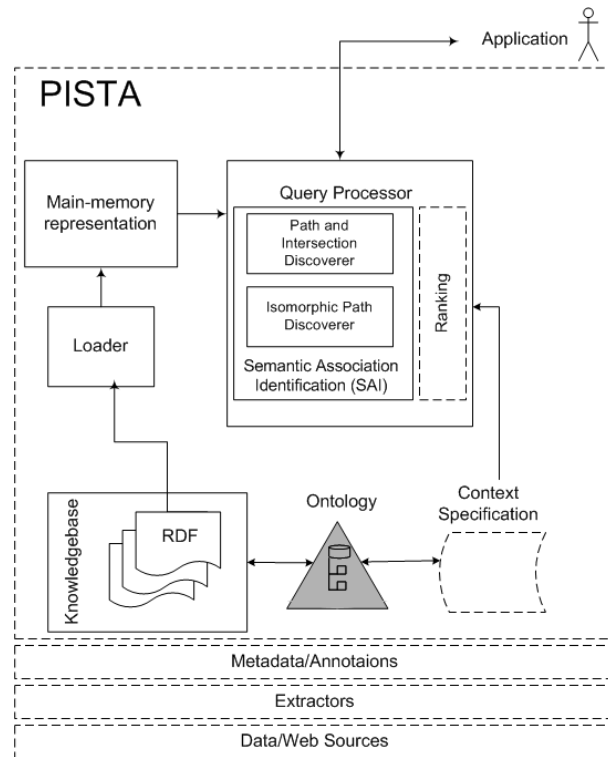 Application
PISTA
Main-memory
representation
Query Processor
Path and
Intersection
Discoverer
Isomorphic Path
Discoverer
Semantic Association
Identification (SAI)
Ranking
Loader
Knowledgebase
RDF
Ontology
Context
Specification
Metadata/Annotaions
Extractors
Data/Web Sources